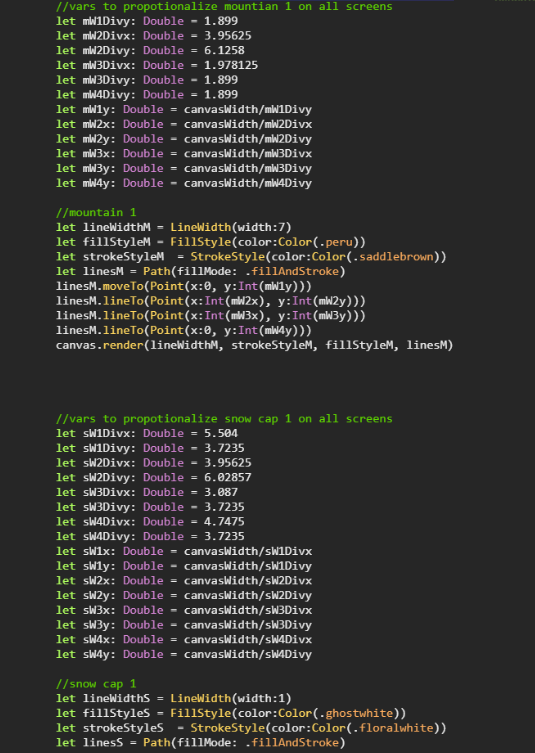 //vars to propotionalize mountian 1 on all screens
let mW1Divy: Double = 1.899
let mW2Divx: Double = 3.95625
let mW2Divy: Double = 6.1258
let mW3Divx: Double = 1.978125
let mW3Divy: Double = 1.899
let mW4Divy: Double = 1.899
let mW1y: Double = canvasWidth/mW1Divy
let mW2x: Double = canvasWidth/mW2Divx
let mW2y: Double = canvasWidth/mW2Divy
let mW3x: Double = canvasWidth/mW3Divx
let mW3y: Double = canvasWidth/mW3Divy
let mW4y: Double = canvasWidth/mW4Divy
//mountain 1
let lineWidthM = LineWidth(width:7)
let fillStyleM = FillStyle(color:Color(.peru))
let strokeStyleM  = StrokeStyle(color:Color(.saddlebrown))
let linesM = Path(fillMode: .fillAndStroke)
linesM.moveTo(Point(x:0, y:Int(mW1y)))
linesM.lineTo(Point(x:Int(mW2x), y:Int(mW2y)))
linesM.lineTo(Point(x:Int(mW3x), y:Int(mW3y)))
linesM.lineTo(Point(x:0, y:Int(mW4y)))
canvas.render(lineWidthM, strokeStyleM, fillStyleM, linesM)
//vars to propotionalize snow cap 1 on all screens
let sW1Divx: Double = 5.504
let sW1Divy: Double = 3.7235
let sW2Divx: Double = 3.95625
let sW2Divy: Double = 6.02857
let sW3Divx: Double = 3.087
let sW3Divy: Double = 3.7235
let sW4Divx: Double = 4.7475
let sW4Divy: Double = 3.7235
let sW1x: Double = canvasWidth/sW1Divx
let sW1y: Double = canvasWidth/sW1Divy
let sW2x: Double = canvasWidth/sW2Divx
let sW2y: Double = canvasWidth/sW2Divy
let sW3x: Double = canvasWidth/sW3Divx
let sW3y: Double = canvasWidth/sW3Divy
let sW4x: Double = canvasWidth/sW4Divx
let sW4y: Double = canvasWidth/sW4Divy
//snow cap 1
let lineWidthS = LineWidth(width:1)
let fillStyleS = FillStyle(color:Color(.ghostwhite))
let strokeStyleS  = StrokeStyle(color:Color(.floralwhite))
let linesS = Path(fillMode: .fillAndStroke)